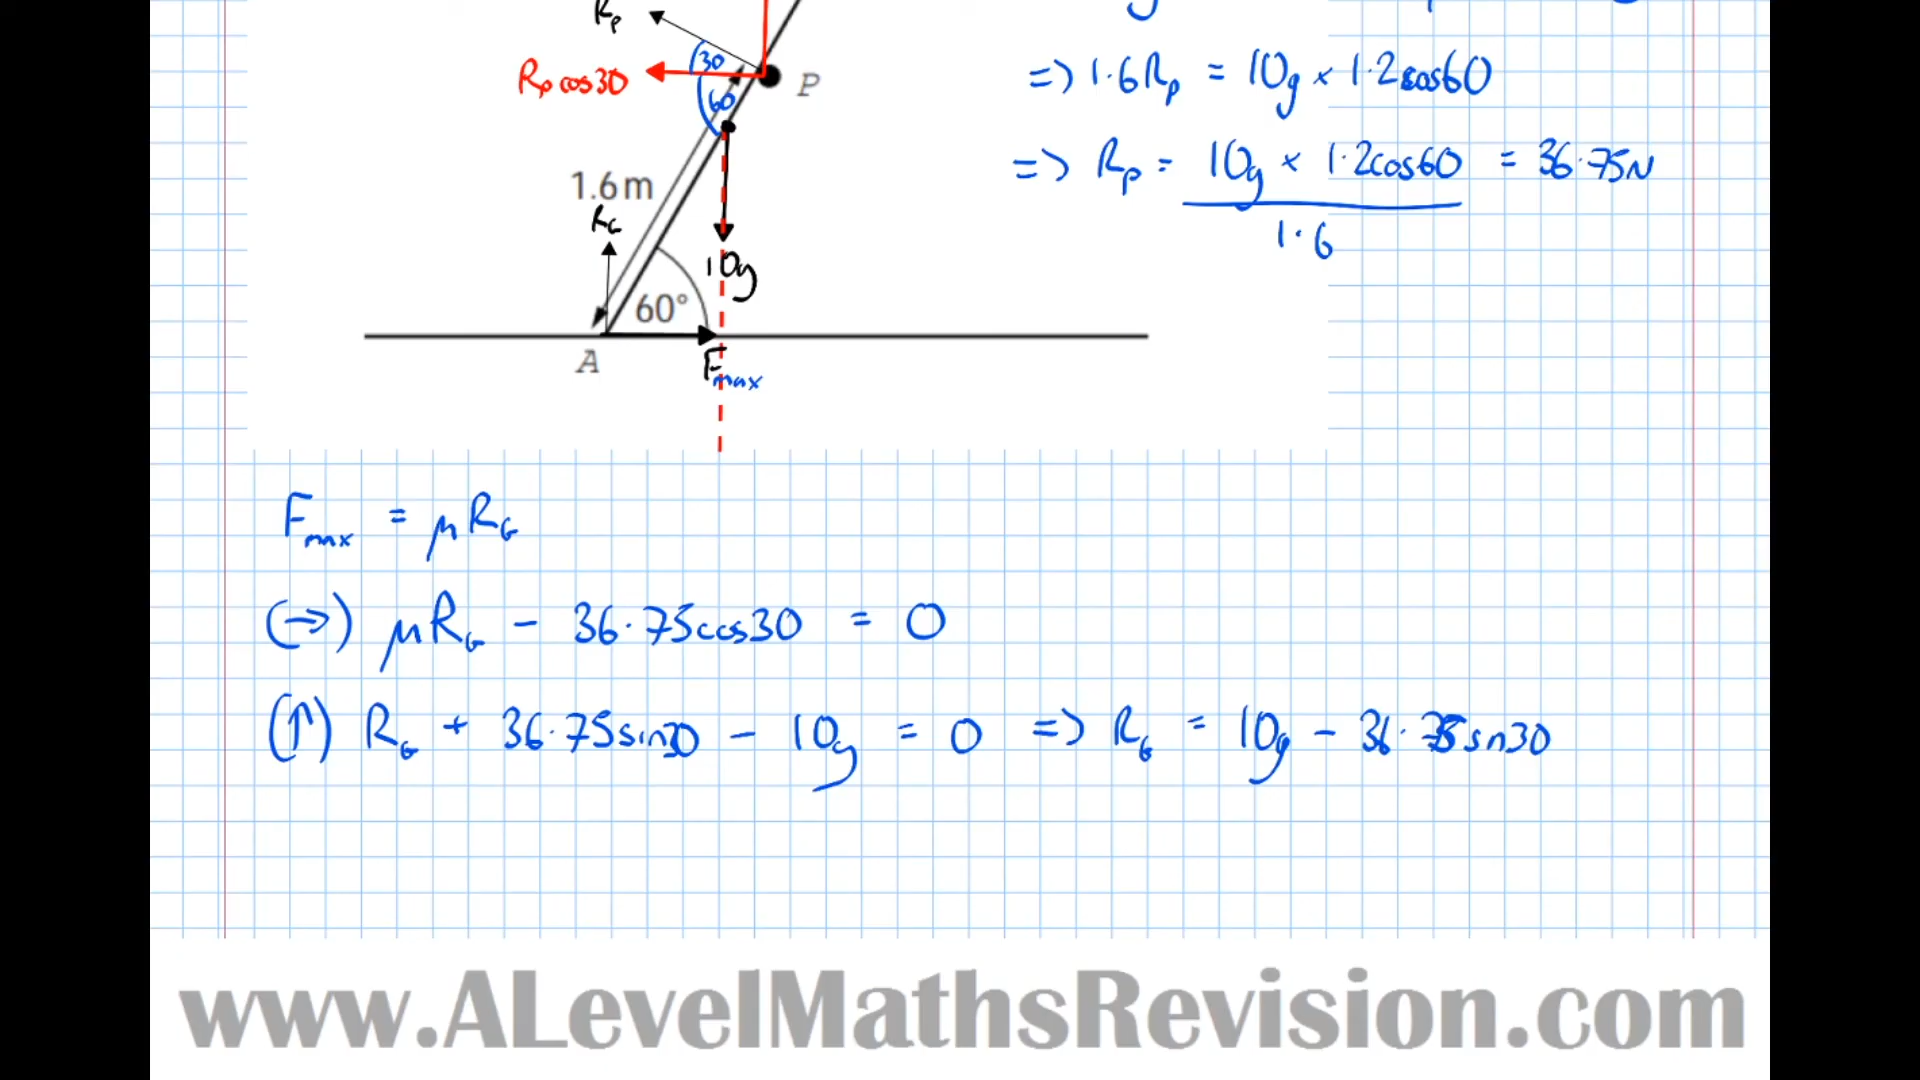 Rp
Rp cos30
30
P
60
1.6 m
RG
10g
60°
A
Fmax
=> 1.6Rp = 10g × 1.2cos60
=> Rp = 10g × 1.2cos60 = 36.75N
1.6
Fmax = μRG
(→) μRG - 36.75cos30 = 0
(↑) RG + 36.75sin30 - 10g = 0 => RG = 10g - 36.75sin30
www.ALevelMathsRevision.com